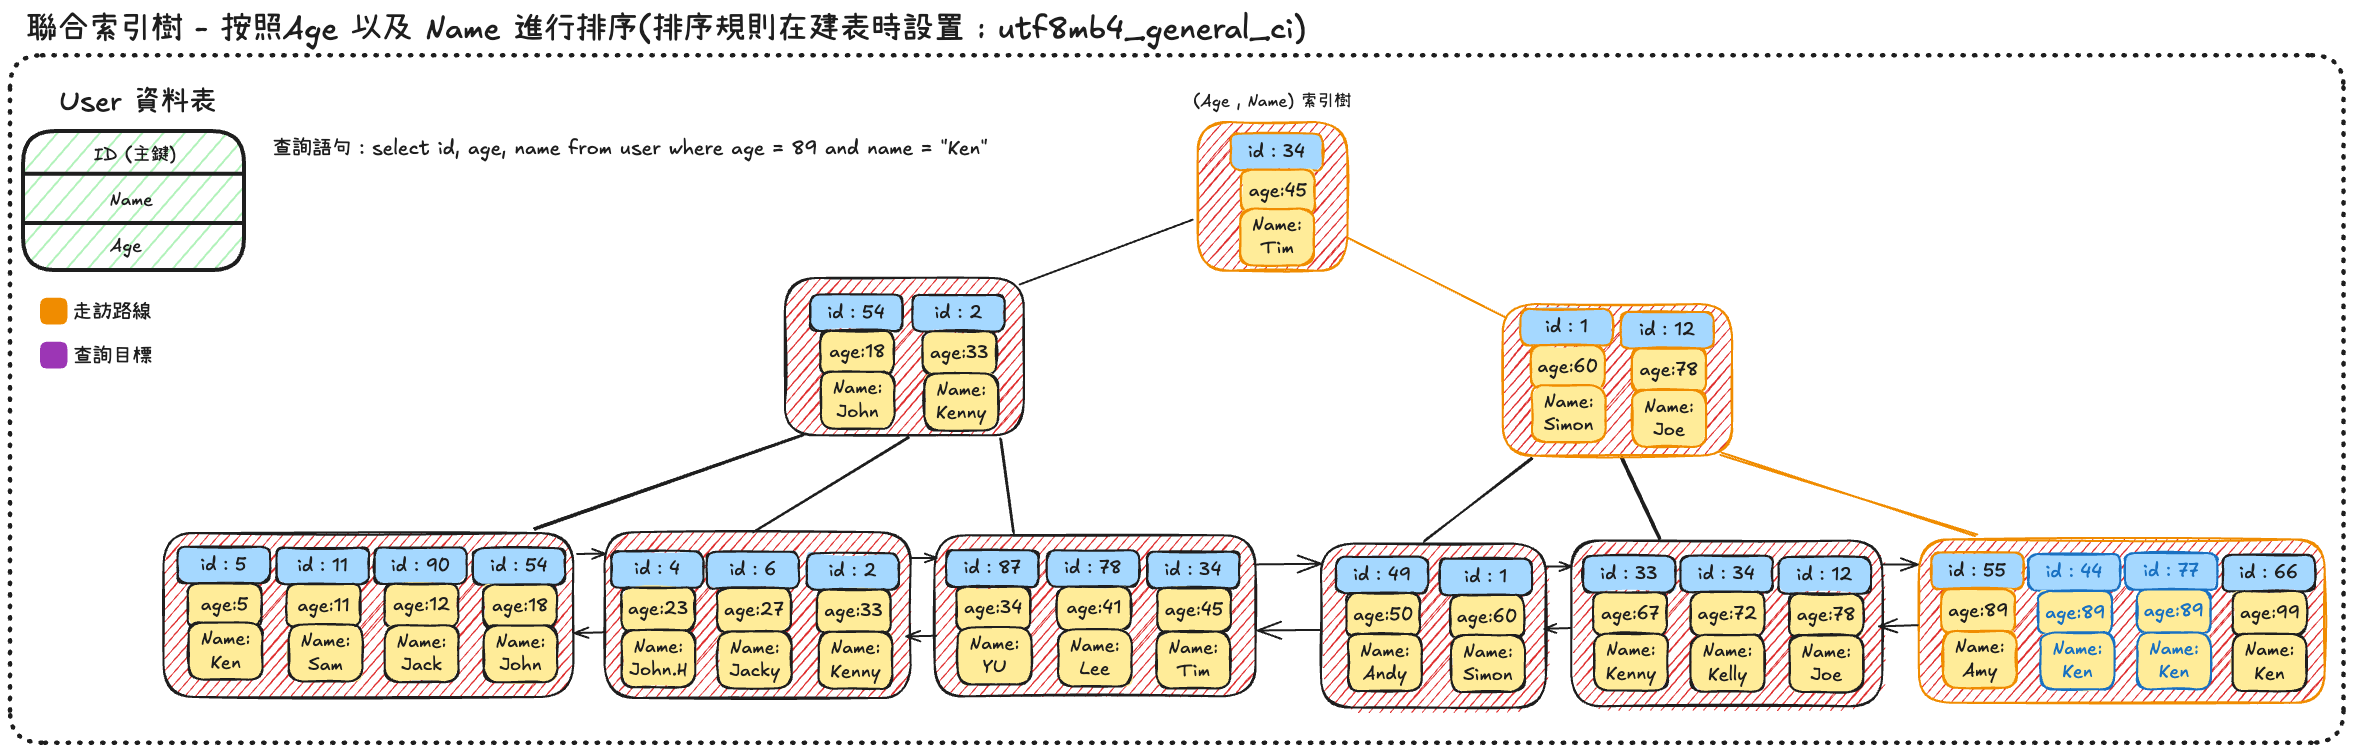 聯合索引樹 - 按照Age 以及 Name 進行排序(排序規則在建表時設置 : utf8mb4_general_ci)
User 資料表
ID (主鍵)
Name
Age
查詢語句 : select id, age, name from user where age = 89 and name = "Ken"
走訪路線
查詢目標
(Age , Name) 索引樹
id : 34
age:45
Name:
Tim
id : 54
age:18
Name:
John
id : 2
age:33
Name:
Kenny
id : 1
age:60
Name:
Simon
id : 12
age:78
Name:
Joe
id : 5
age:5
Name:
Ken
id : 11
age:11
Name:
Sam
id : 90
age:12
Name:
Jack
id : 54
age:18
Name:
John
id : 4
age:23
Name:
John.H
id : 6
age:27
Name:
Jacky
id : 2
age:33
Name:
Kenny
id : 87
age:34
Name:
YU
id : 78
age:41
Name:
Lee
id : 34
age:45
Name:
Tim
id : 49
age:50
Name:
Andy
id : 1
age:60
Name:
Simon
id : 33
age:67
Name:
Kenny
id : 34
age:72
Name:
Kelly
id : 12
age:78
Name:
Joe
id : 55
age:89
Name:
Amy
id : 44
age:89
Name:
Ken
id : 77
age:89
Name:
Ken
id : 66
age:99
Name:
Ken